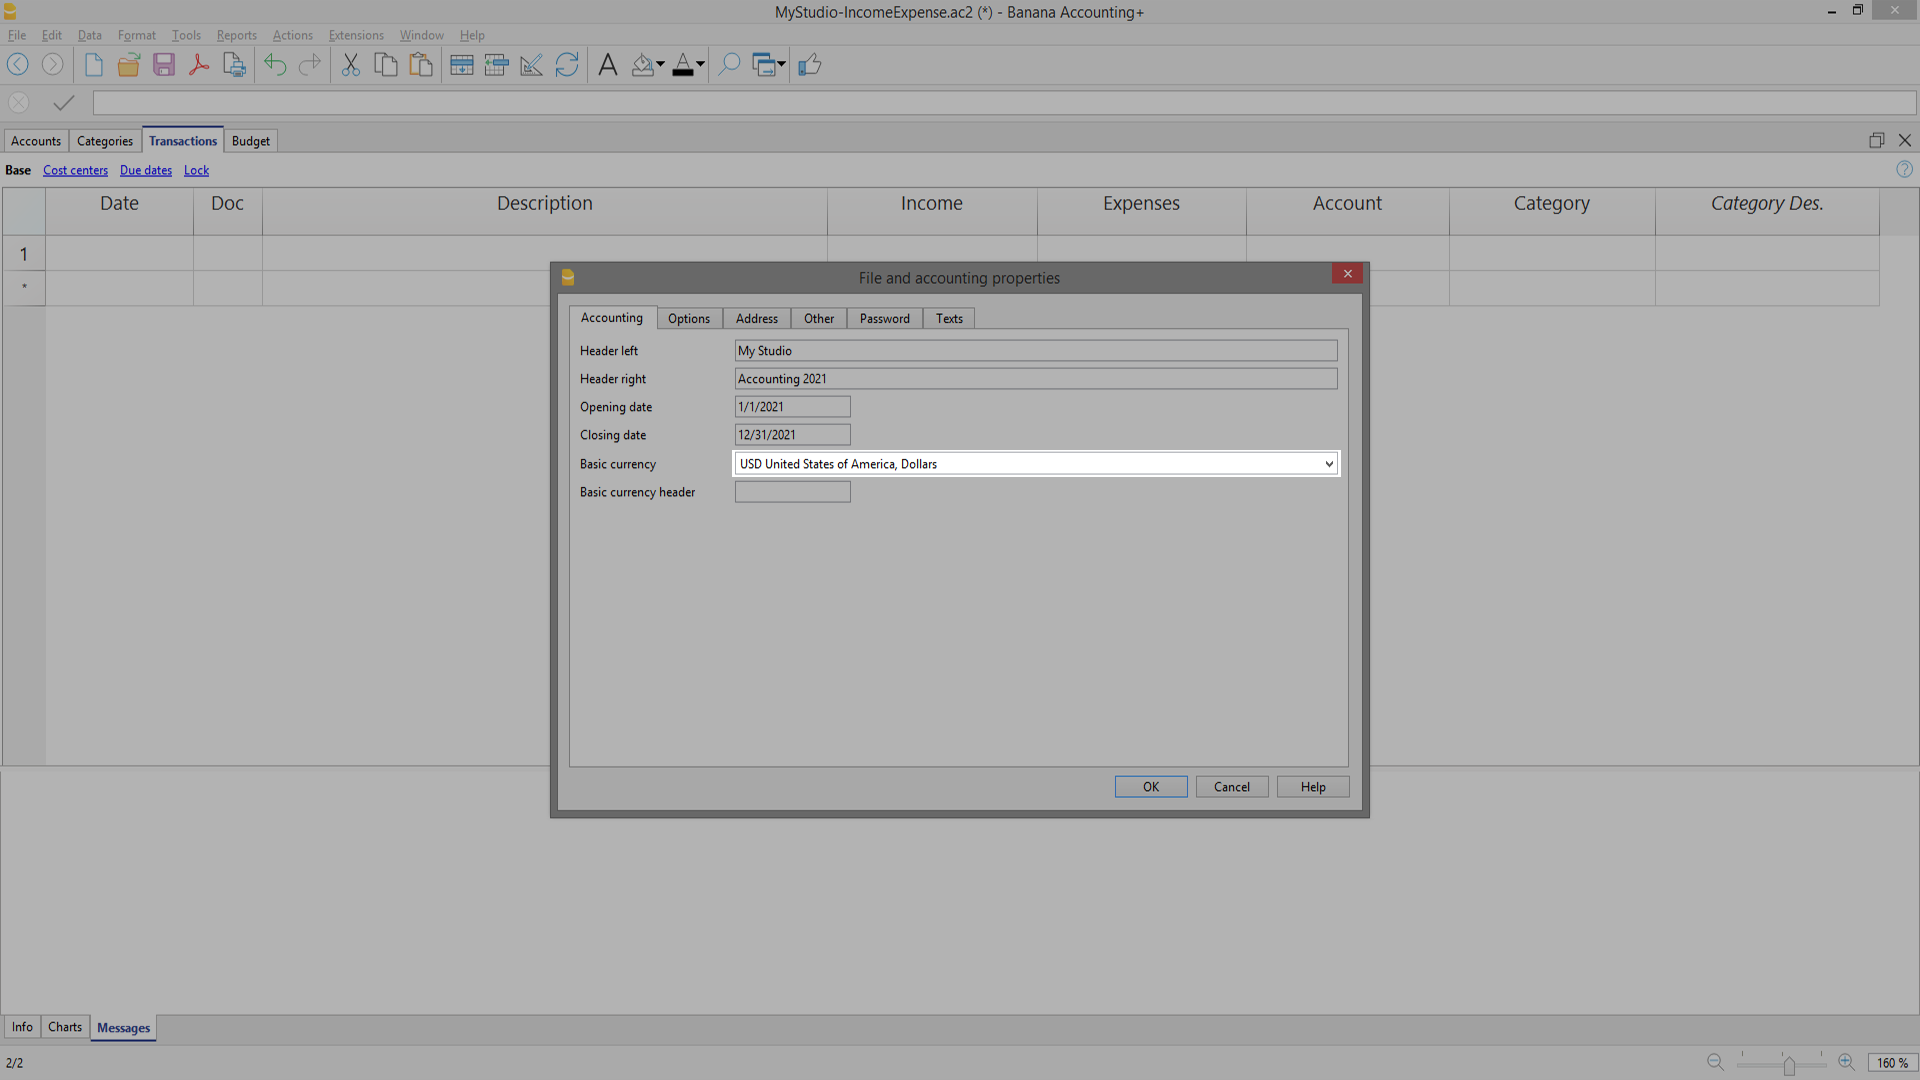 MyStudio-IncomeExpense.ac2 (*) - Banana Accounting+
File Edit Data Format Tools Reports Actions Extensions Window Help
Accounts Categories Transactions Budget
Base Cost centers Due dates Lock
Date Doc Description Income Expenses Account Category Category Des.
1
*
File and accounting properties
Accounting Options Address Other Password Texts
Header left My Studio
Header right Accounting 2021
Opening date 1/1/2021
Closing date 12/31/2021
Basic currency USD United States of America, Dollars
Basic currency header
OK Cancel Help
Info Charts Messages
2/2 160 %